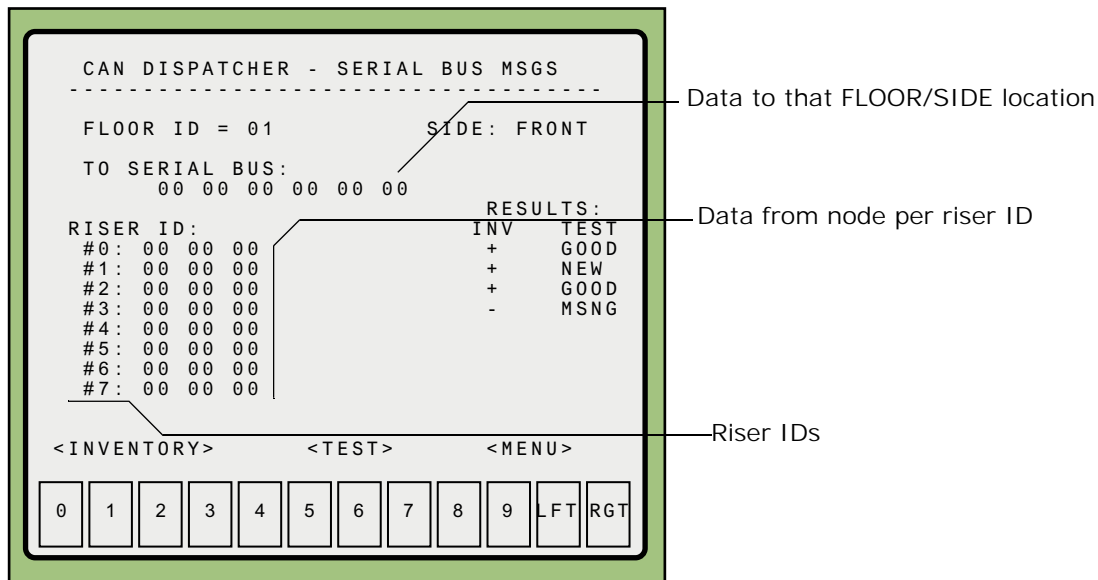 CAN DISPATCHER - SERIAL BUS MSGS
-------------------------------------
Data to that FLOOR/SIDE location
FLOOR ID = 01 SIDE: FRONT
TO SERIAL BUS:
00 00 00 00 00 00
RESULTS:
Data from node per riser ID
RISER ID: INV TEST
#0: 00 00 00 + GOOD
#1: 00 00 00 + NEW
#2: 00 00 00 + GOOD
#3: 00 00 00 - MSNG
#4: 00 00 00
#5: 00 00 00
#6: 00 00 00
#7: 00 00 00
Riser IDs
<INVENTORY> <TEST> <MENU>
0 1 2 3 4 5 6 7 8 9 LFT RGT